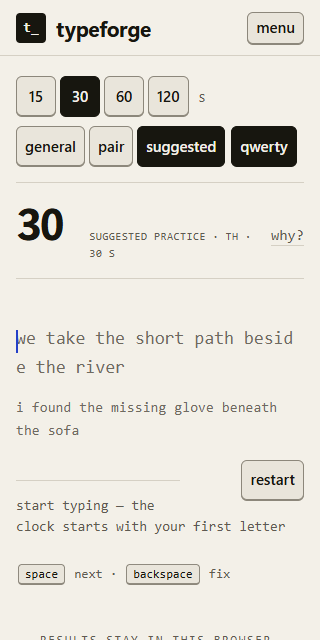 t_ typeforge menu
15 30 60 120 s
general pair suggested qwerty
30 SUGGESTED PRACTICE · TH · why?
30 S
we take the short path besid
e the river
i found the missing glove beneath
the sofa
restart
start typing — the
clock starts with your first letter
space next · backspace fix
RESULTS STAY IN THIS BROWSER